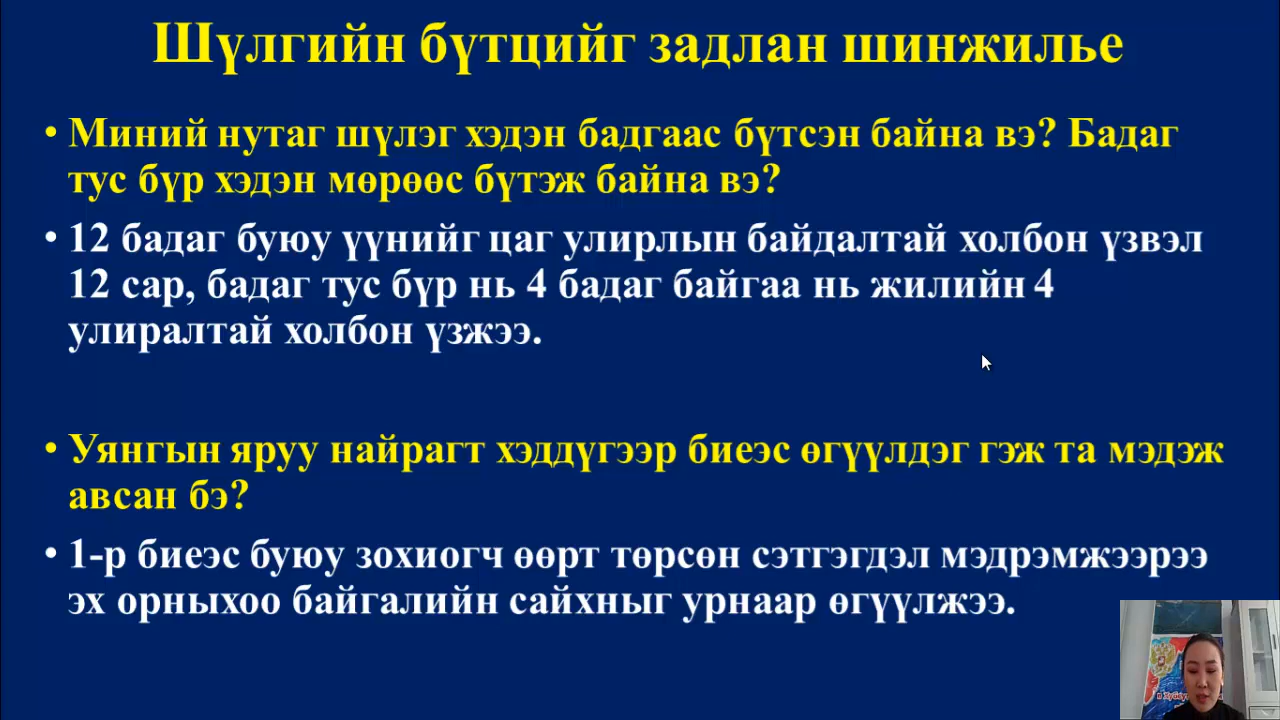 Шүлгийн бүтцийг задлан шинжилье
• Миний нутаг шүлэг хэдэн бадгаас бүтсэн байна вэ? Бадаг
тус бүр хэдэн мөрөөс бүтэж байна вэ?
• 12 бадаг буюу үүнийг цаг улирлын байдалтай холбон үзвэл
12 сар, бадаг тус бүр нь 4 бадаг байгаа нь жилийн 4
улиралтай холбон үзжээ.
• Уянгын яруу найрагт хэддүгээр биеэс өгүүлдэг гэж та мэдэж
авсан бэ?
• 1-р биеэс буюу зохиогч өөрт төрсөн сэтгэгдэл мэдрэмжээрээ
эх орныхоо байгалийн сайхныг урнаар өгүүлжээ.